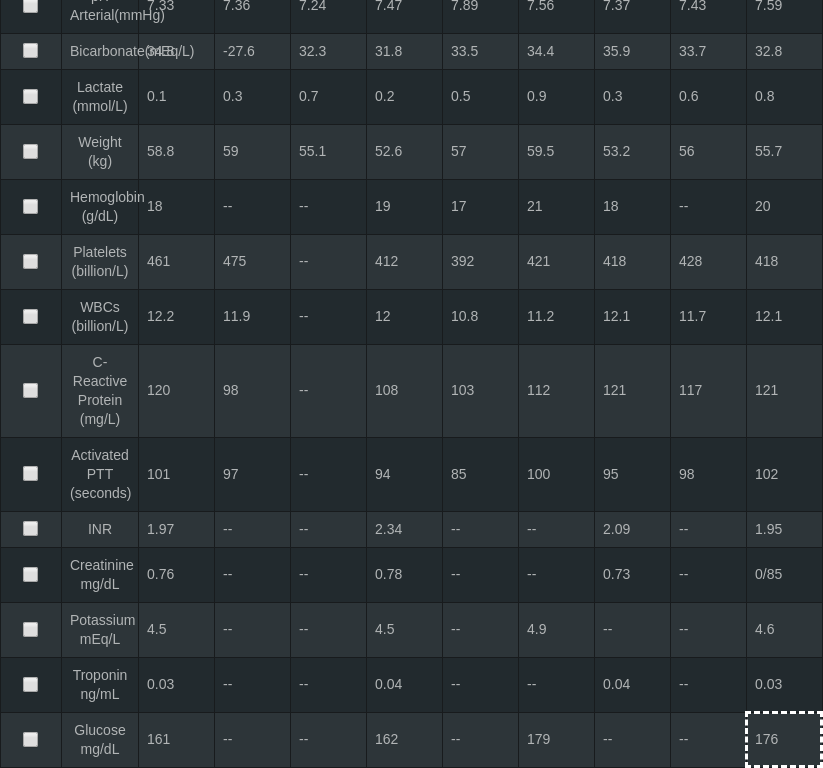 pH Arterial(mmHg) 7.33 7.36 7.24 7.47 7.89 7.56 7.37 7.43 7.59
Bicarbonate(mEq/L) -27.6 32.3 31.8 33.5 34.4 35.9 33.7 32.8
Lactate (mmol/L) 0.1 0.3 0.7 0.2 0.5 0.9 0.3 0.6 0.8
Weight (kg) 58.8 59 55.1 52.6 57 59.5 53.2 56 55.7
Hemoglobin (g/dL) 18 -- -- 19 17 21 18 -- 20
Platelets (billion/L) 461 475 -- 412 392 421 418 428 418
WBCs (billion/L) 12.2 11.9 -- 12 10.8 11.2 12.1 11.7 12.1
C-Reactive Protein (mg/L) 120 98 -- 108 103 112 121 117 121
Activated PTT (seconds) 101 97 -- 94 85 100 95 98 102
INR 1.97 -- -- 2.34 -- -- 2.09 -- 1.95
Creatinine mg/dL 0.76 -- -- 0.78 -- -- 0.73 -- 0/85
Potassium mEq/L 4.5 -- -- 4.5 -- 4.9 -- -- 4.6
Troponin ng/mL 0.03 -- -- 0.04 -- -- 0.04 -- 0.03
Glucose mg/dL 161 -- -- 162 -- 179 -- -- 176